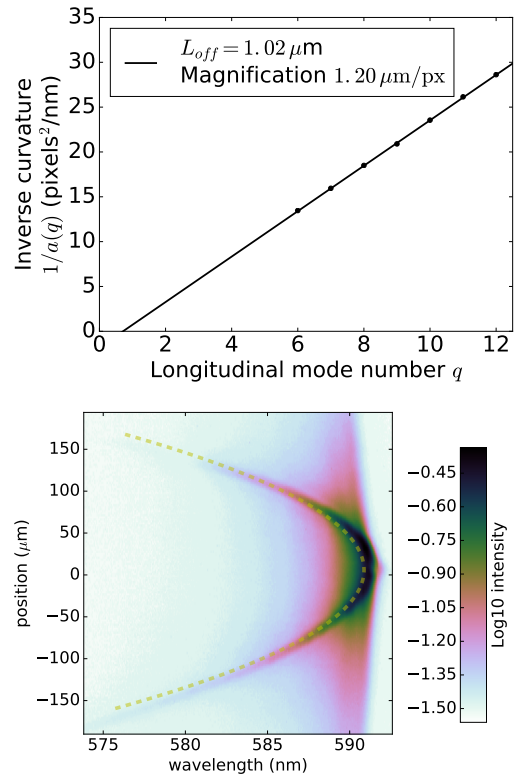 35
30
25
20
15
10
5
0
Inverse curvature
1/a(q) (pixels²/nm)
L_off = 1.02 μm
Magnification 1.20 μm/px
0 2 4 6 8 10 12
Longitudinal mode number q
150
100
50
0
−50
−100
−150
position (μm)
575 580 585 590
wavelength (nm)
−0.45
−0.60
−0.75
−0.90
−1.05
−1.20
−1.35
−1.50
Log10 intensity